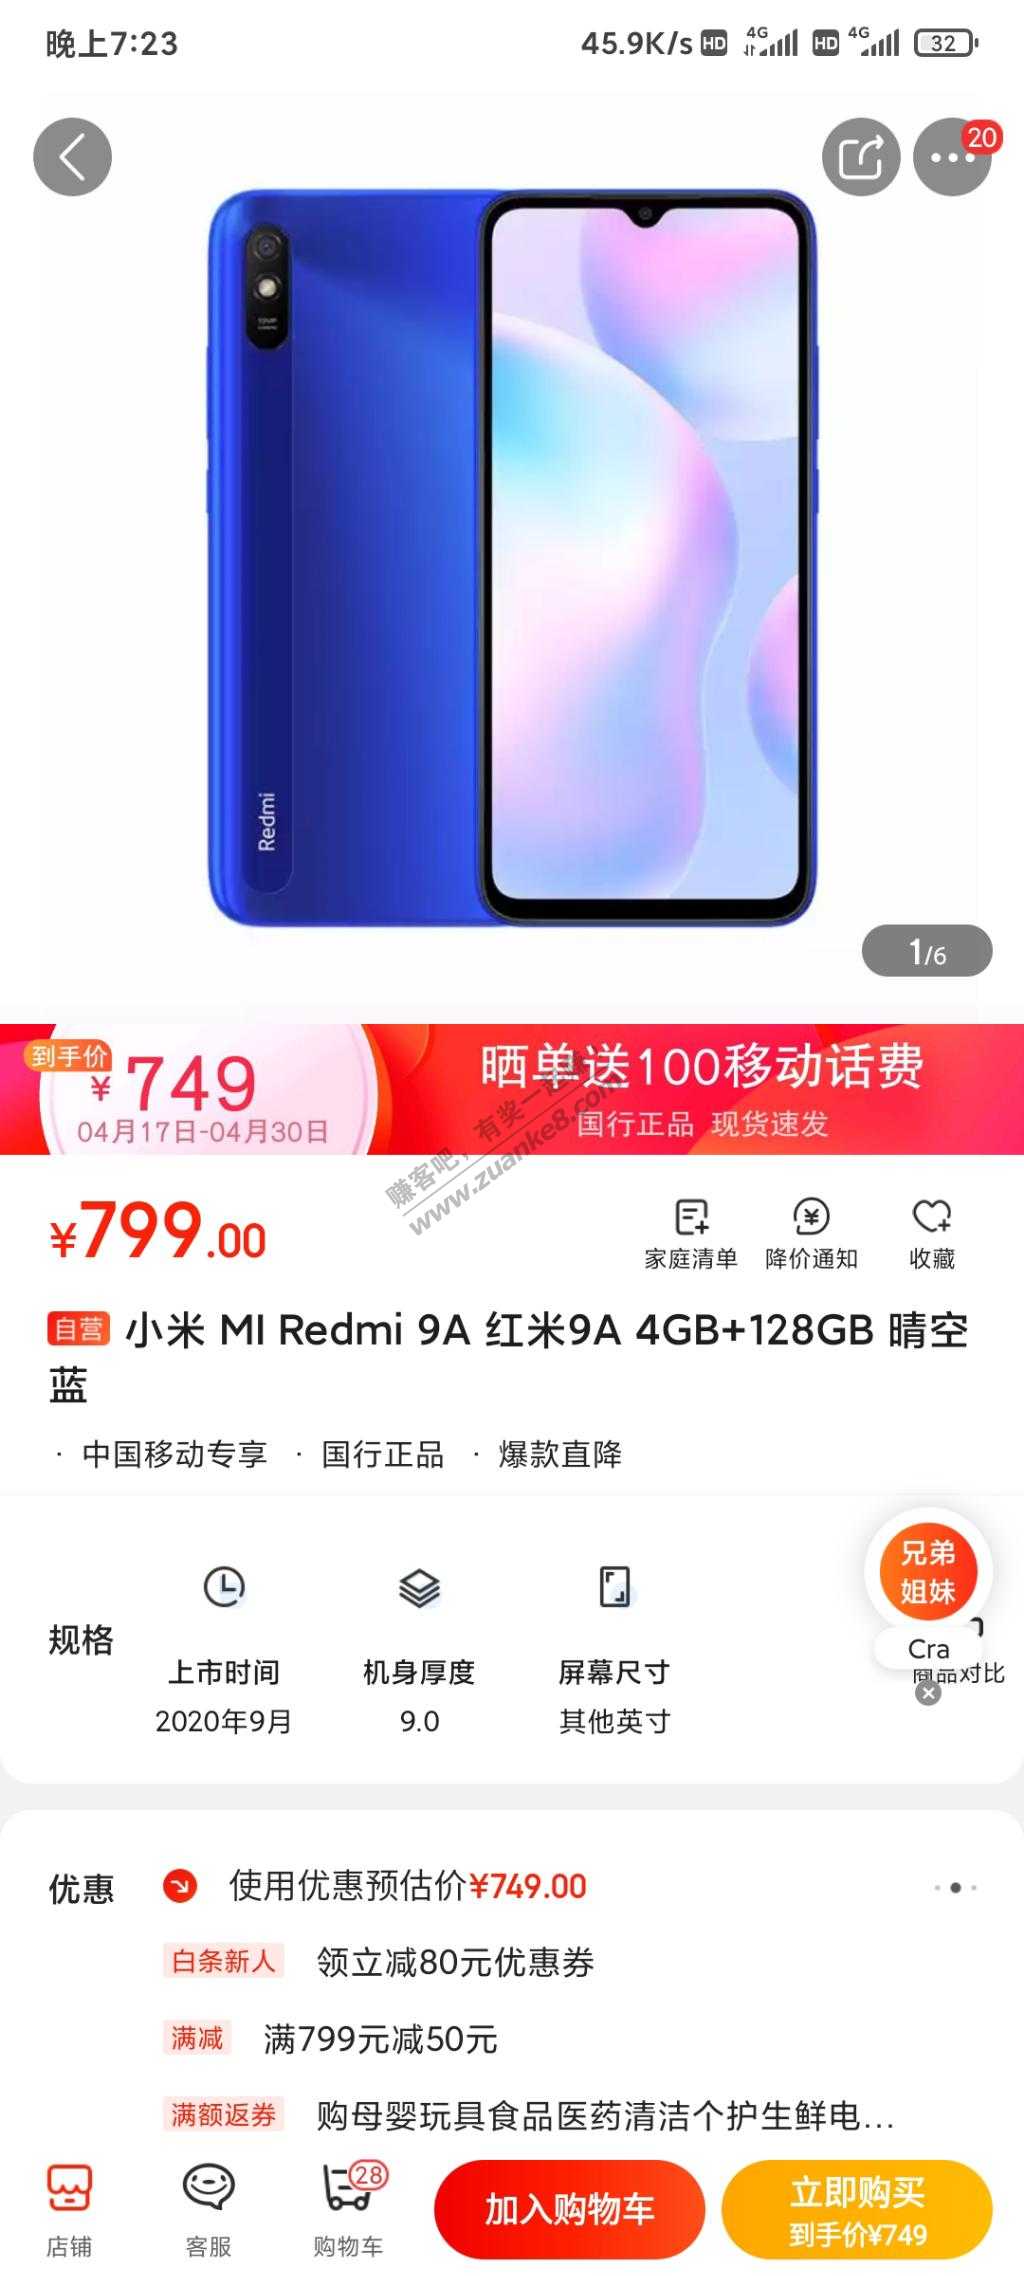 晚上7:23
45.9K/s HD 4G HD 4G 32
20
Redmi
1/6
到手价
¥749
04月17日-04月30日
晒单送100移动话费
国行正品 现货速发
赚客吧，有奖一起赚！
www.zuanke8.com
¥799.00
家庭清单
降价通知
收藏
自营 小米 MI Redmi 9A 红米9A 4GB+128GB 晴空
蓝
· 中国移动专享 · 国行正品 · 爆款直降
规格
上市时间
2020年9月
机身厚度
9.0
屏幕尺寸
其他英寸
兄弟
姐妹
Cra
商品对比
优惠
使用优惠预估价¥749.00
白条新人 领立减80元优惠券
满减 满799元减50元
满额返券 购母婴玩具食品医药清洁个护生鲜电...
店铺
客服
28
购物车
加入购物车
立即购买
到手价¥749